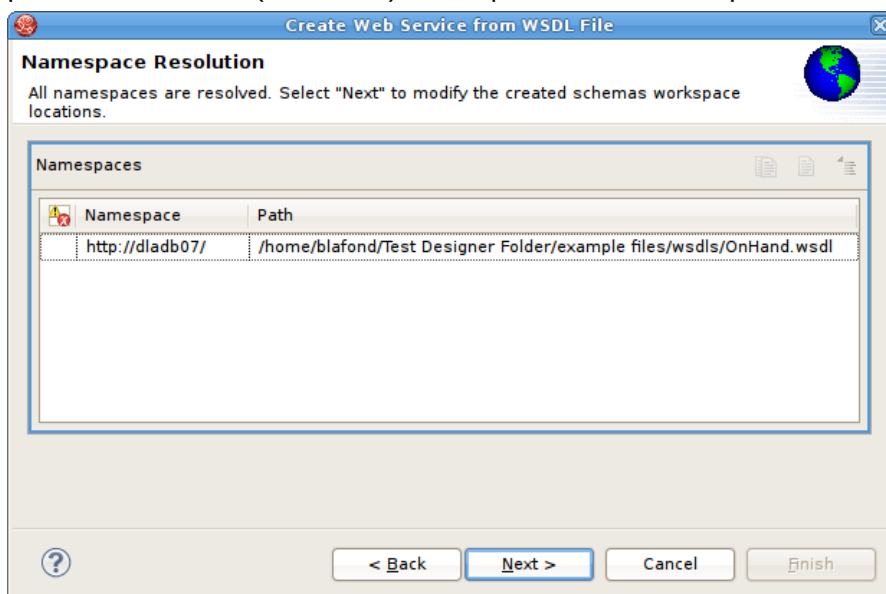 Create Web Service from WSDL File
Namespace Resolution
All namespaces are resolved. Select "Next" to modify the created schemas workspace
locations.
Namespaces
Namespace Path
http://dladb07/ /home/blafond/Test Designer Folder/example files/wsdls/OnHand.wsdl
?
< Back Next > Cancel Finish